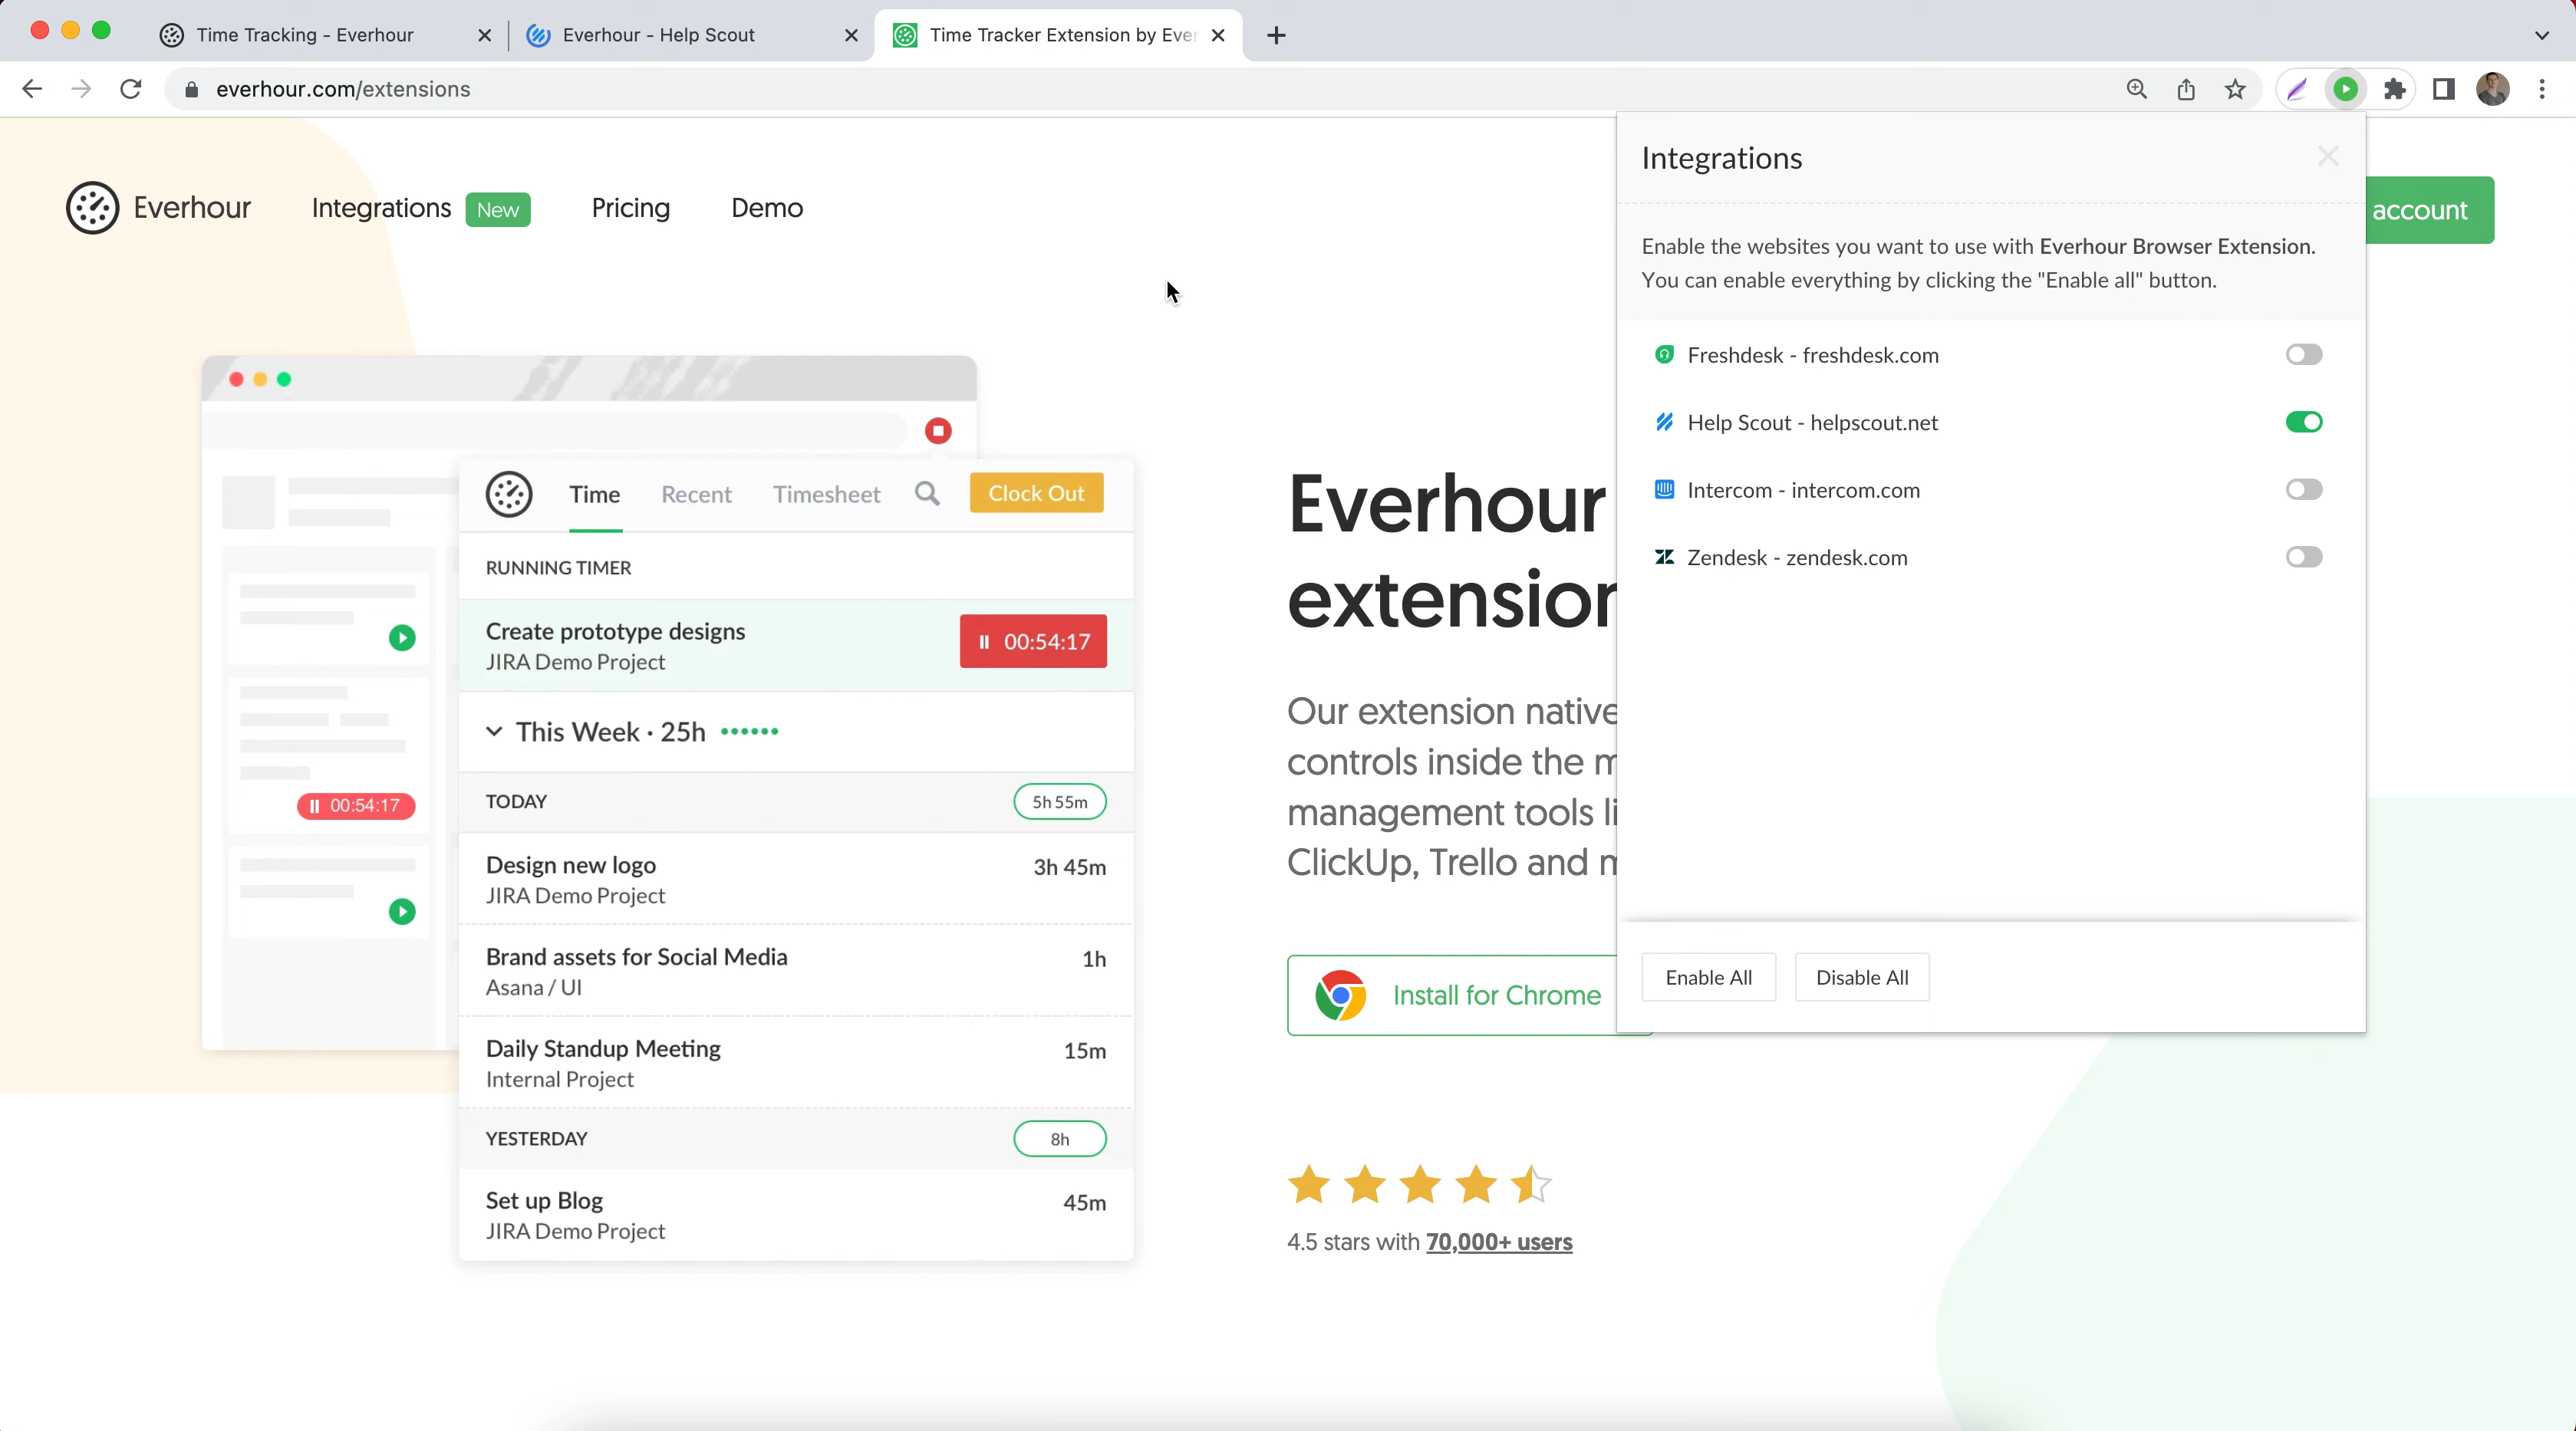 Time Tracking - Everhour
Everhour - Help Scout
Time Tracker Extension by Ever
everhour.com/extensions
Everhour
Integrations New
Pricing
Demo
account
Time
Recent
Timesheet
Clock Out
RUNNING TIMER
Create prototype designs
JIRA Demo Project
00:54:17
This Week · 25h
00:54:17
TODAY
5h 55m
Design new logo
3h 45m
JIRA Demo Project
Brand assets for Social Media
1h
Asana / UI
Daily Standup Meeting
15m
Internal Project
YESTERDAY
8h
Set up Blog
45m
JIRA Demo Project
Everhour
extension
Our extension native
controls inside the m
management tools li
ClickUp, Trello and m
Install for Chrome
4.5 stars with 70,000+ users
Integrations
Enable the websites you want to use with Everhour Browser Extension.
You can enable everything by clicking the "Enable all" button.
Freshdesk - freshdesk.com
Help Scout - helpscout.net
Intercom - intercom.com
Zendesk - zendesk.com
Enable All
Disable All